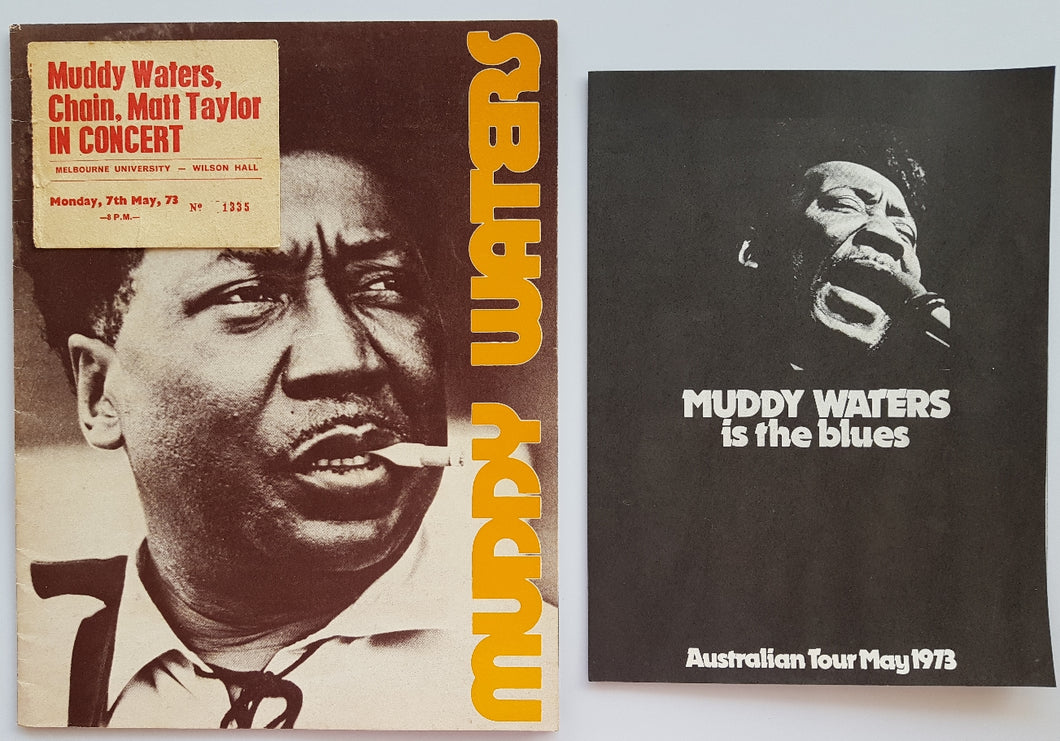 Muddy Waters,
Chain, Matt Taylor
IN CONCERT
MELBOURNE UNIVERSITY — WILSON HALL
Monday, 7th May, 73 Nº 1335
—8 P.M.—
MUDDY WATERS
MUDDY WATERS
is the blues
Australian Tour May 1973